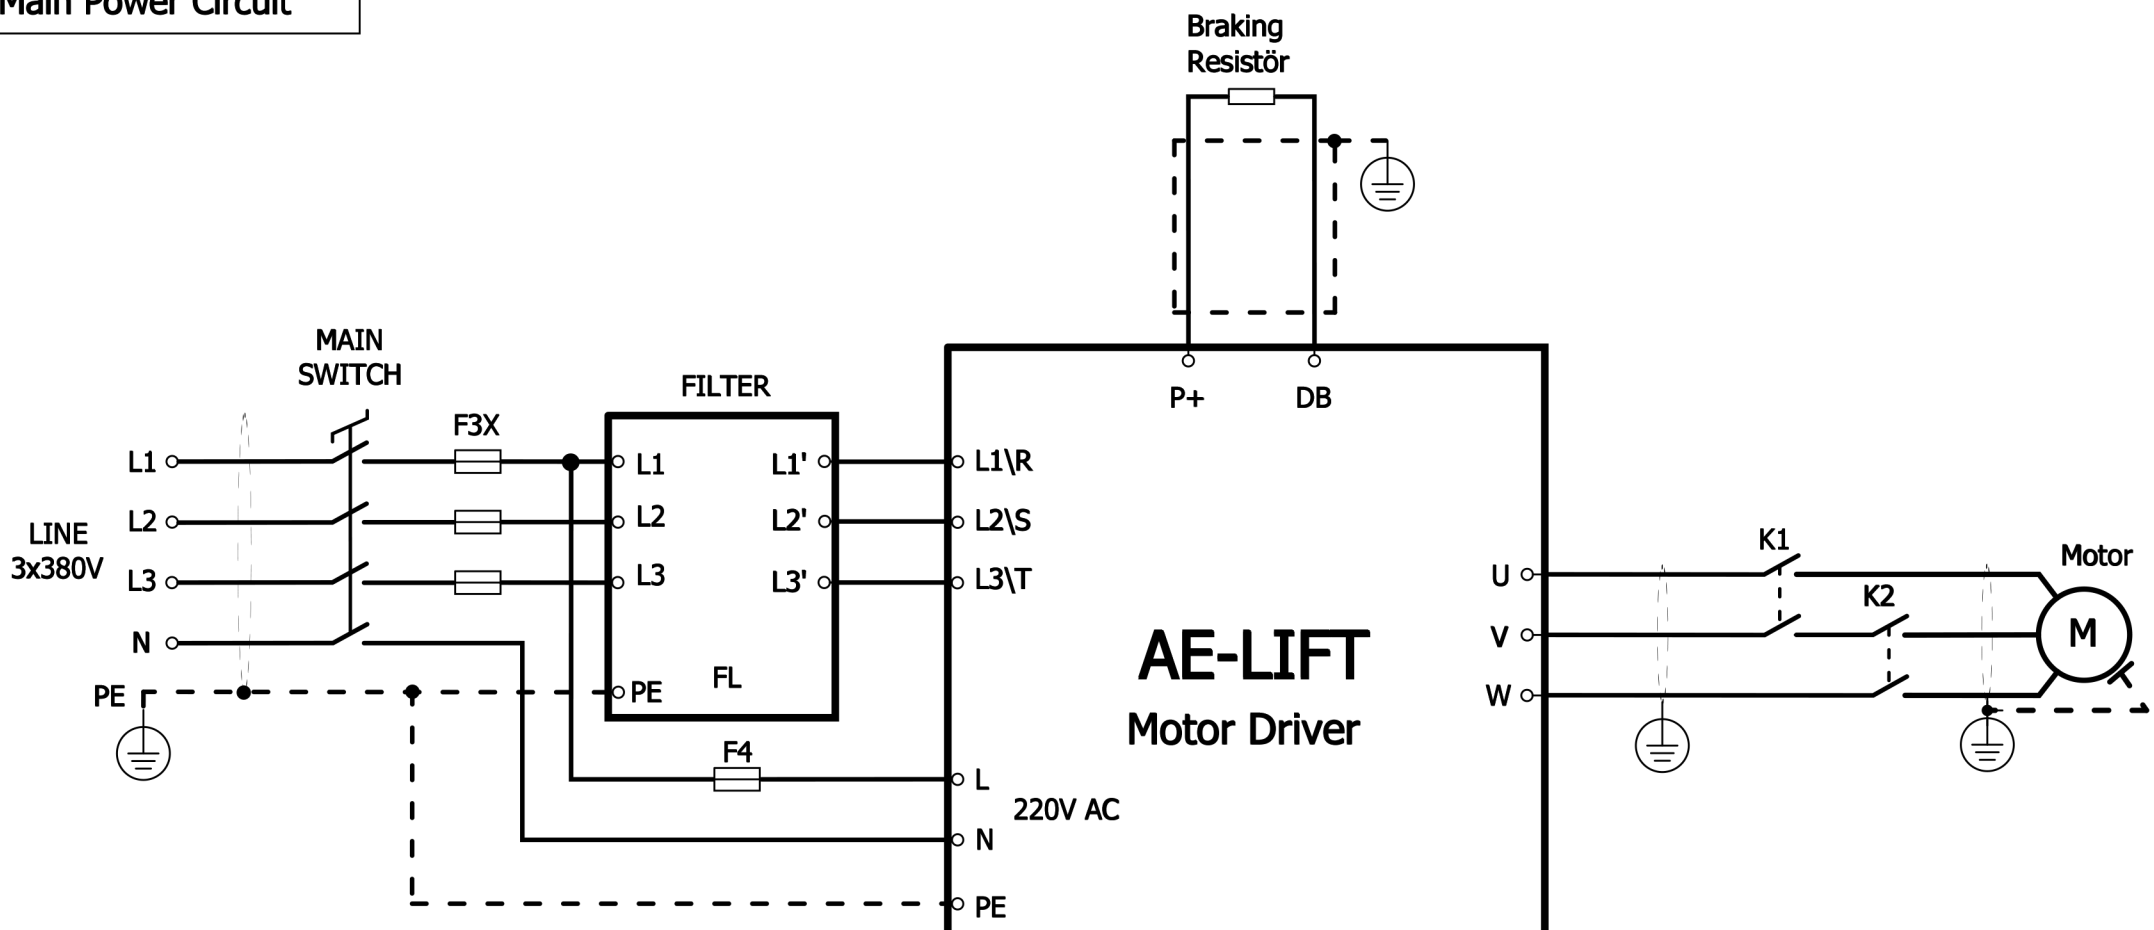 Main Power Circuit
Braking
Resistör
MAIN
SWITCH
FILTER
P+
DB
F3X
L1
L1
L1'
L1\R
L2
L2
L2'
L2\S
LINE
3x380V
L3
L3
L3'
L3\T
N
PE
PE
FL
F4
L
220V AC
N
PE
AE-LIFT
Motor Driver
U
V
W
K1
K2
Motor
M